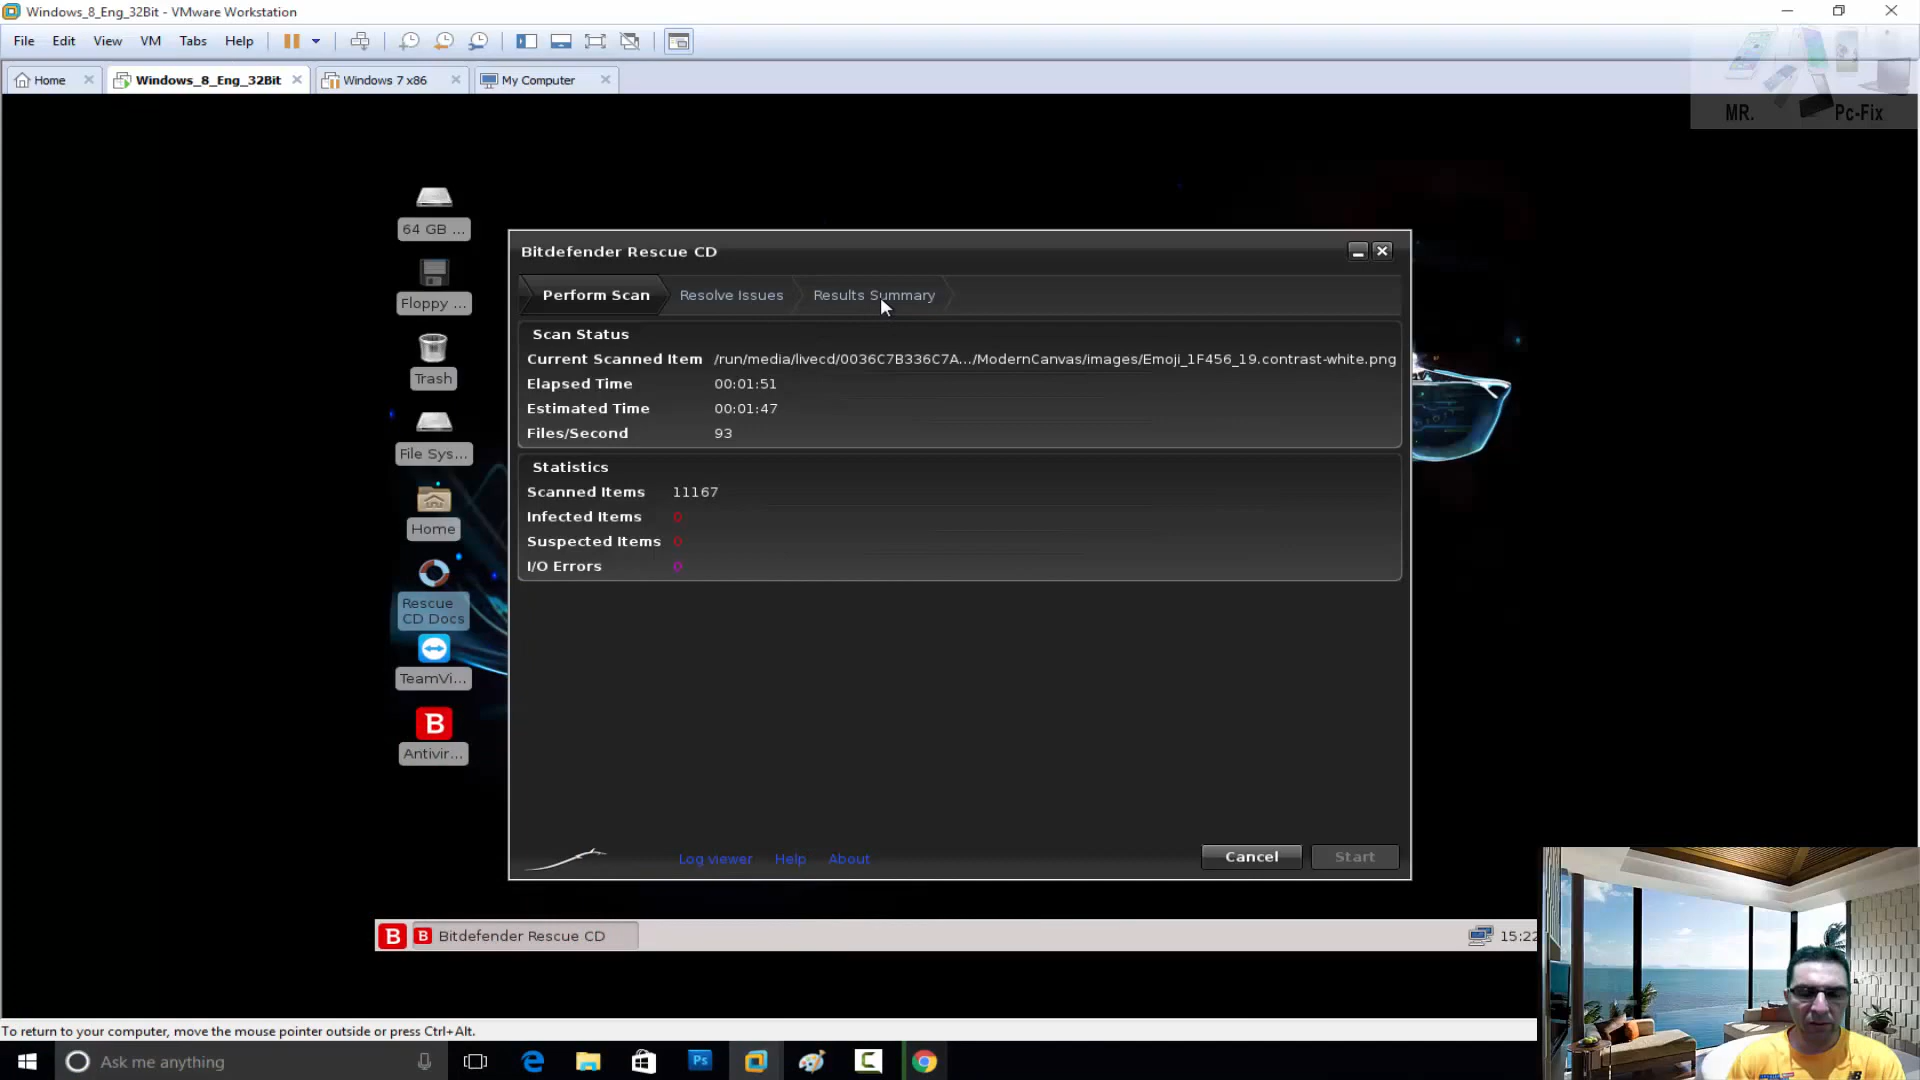 Windows_8_Eng_32Bit - VMware Workstation
File Edit View VM Tabs Help
Home Windows_8_Eng_32Bit Windows 7 x86 My Computer
MR. Pc-Fix
64 GB ...
Floppy ...
Trash
File Sys...
Home
Rescue
CD Docs
TeamVi...
B
Antivir...
Bitdefender Rescue CD
Perform Scan Resolve Issues Results Summary
Scan Status
Current Scanned Item /run/media/livecd/0036C7B336C7A.../ModernCanvas/images/Emoji_1F456_19.contrast-white.png
Elapsed Time 00:01:51
Estimated Time 00:01:47
Files/Second 93
Statistics
Scanned Items 11167
Infected Items 0
Suspected Items 0
I/O Errors 0
Log viewer Help About
Cancel Start
B B Bitdefender Rescue CD 15:22
To return to your computer, move the mouse pointer outside or press Ctrl+Alt.
Ask me anything
Ps